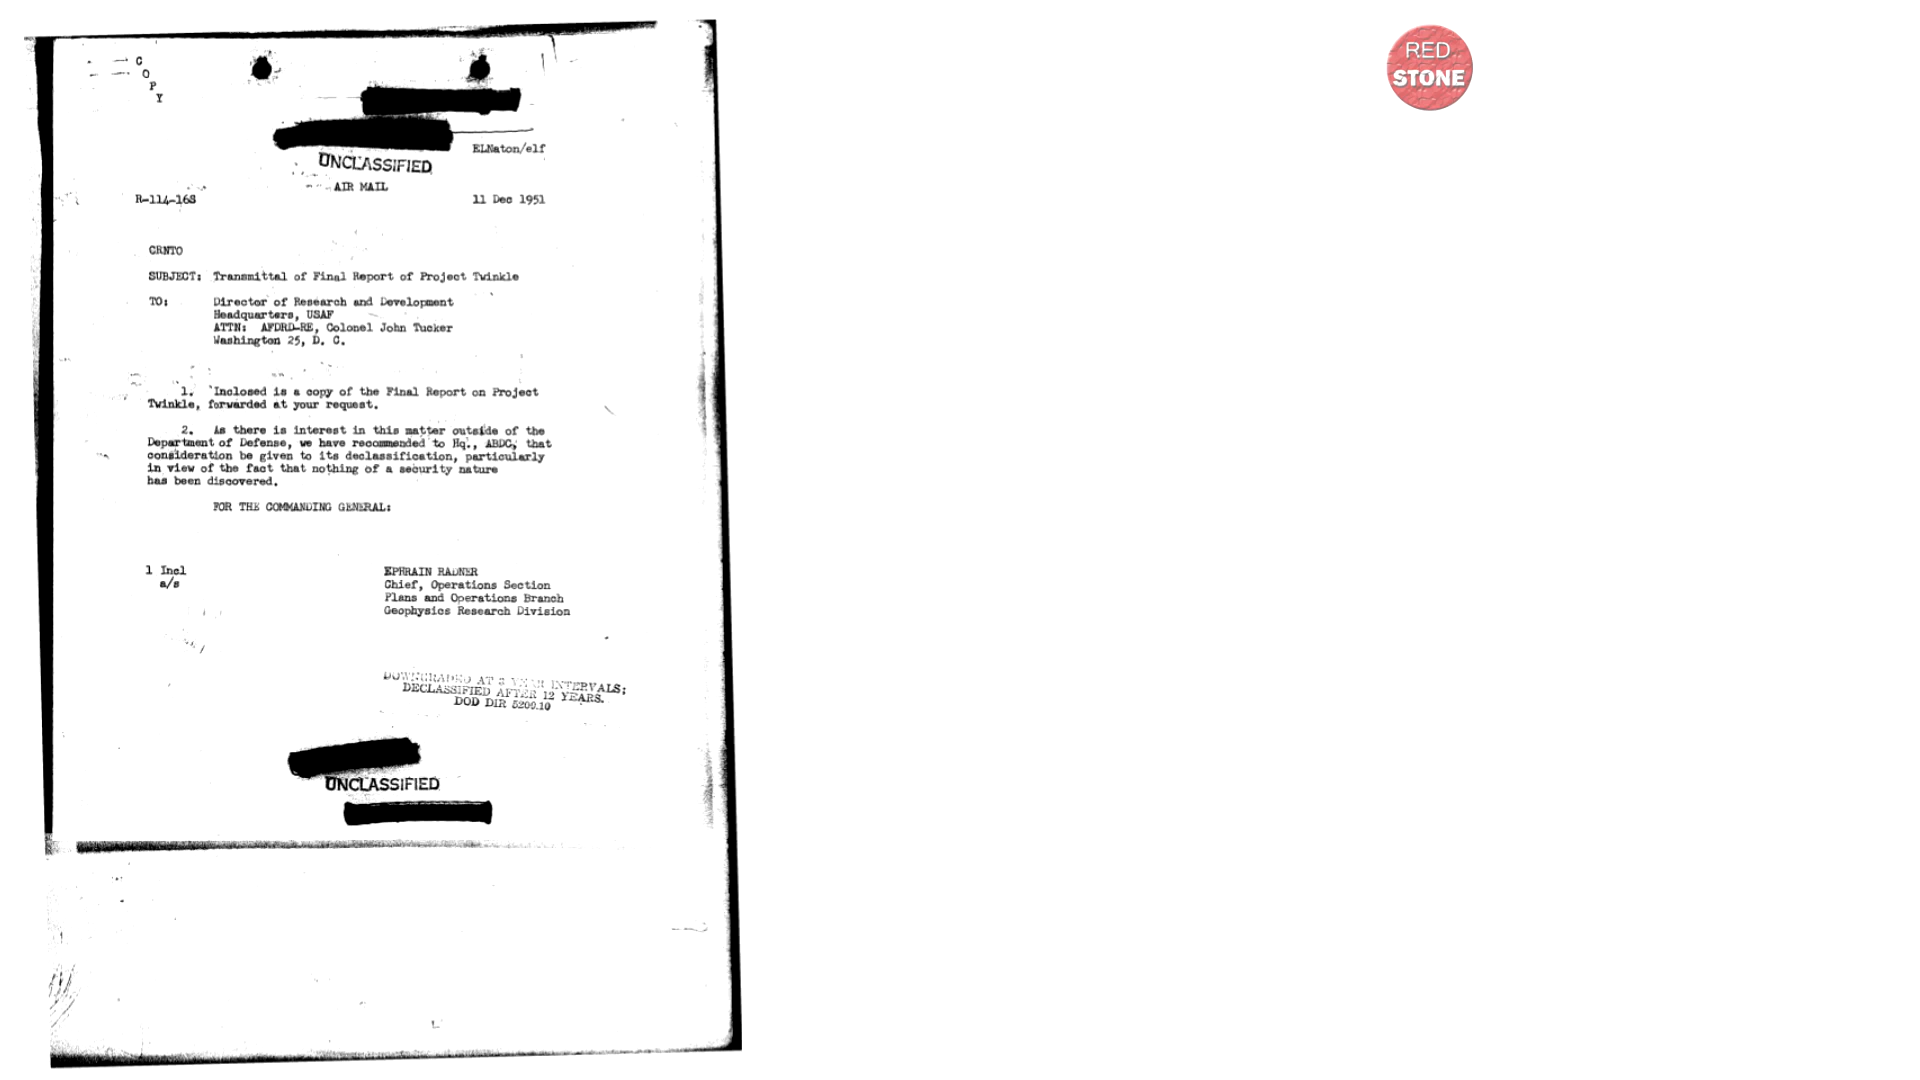 C
O
P
Y
ELNaton/elf
UNCLASSIFIED
AIR MAIL
R-114-168
11 Dec 1951
CRNTO
SUBJECT: Transmittal of Final Report of Project Twinkle
TO: Director of Research and Development
Headquarters, USAF
ATTN: AFDRD-RE, Colonel John Tucker
Washington 25, D. C.
1. Inclosed is a copy of the Final Report on Project
Twinkle, forwarded at your request.
2. As there is interest in this matter outside of the
Department of Defense, we have recommended to Hq., ABDC, that
consideration be given to its declassification, particularly
in view of the fact that nothing of a security nature
has been discovered.
FOR THE COMMANDING GENERAL:
1 Incl
a/s
EPHRAIN RADNER
Chief, Operations Section
Plans and Operations Branch
Geophysics Research Division
DOWNGRADED AT 3 YEAR INTERVALS;
DECLASSIFIED AFTER 12 YEARS.
DOD DIR 5200.10
UNCLASSIFIED
RED
STONE